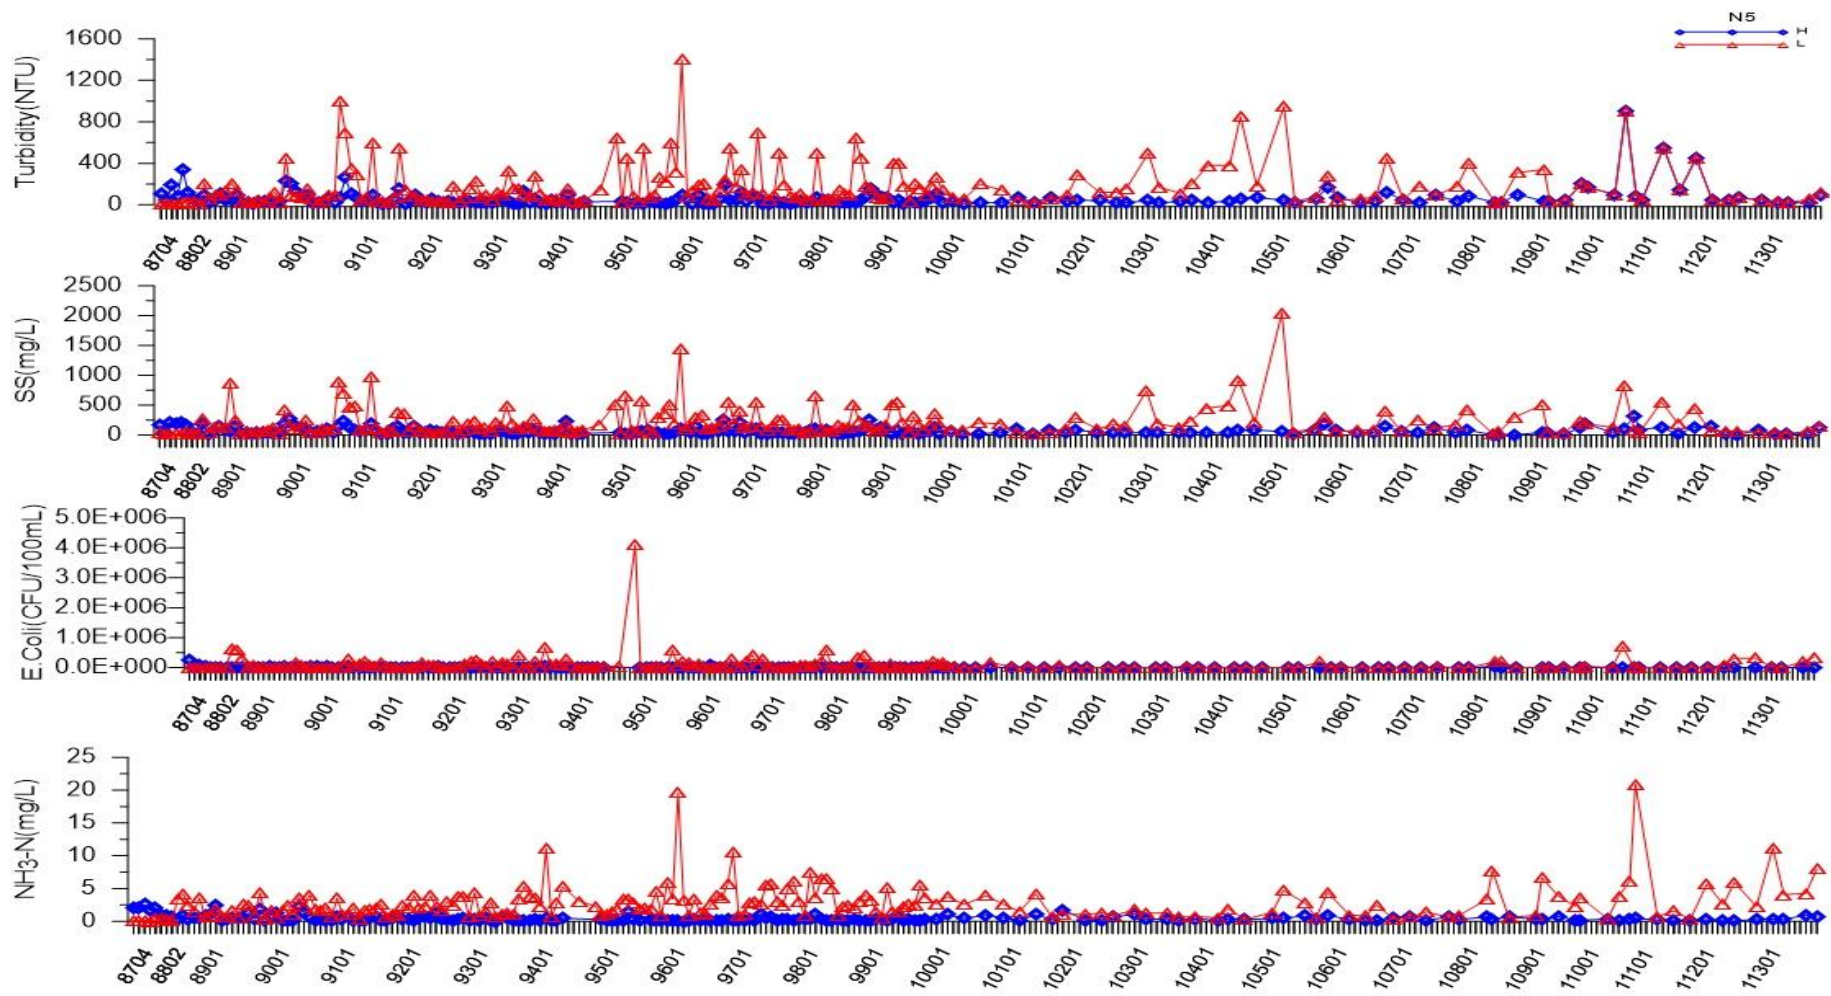 N5
H
L
Turbidity(NTU)
1600
1200
800
400
0
8704 8802 8901 9001 9101 9201 9301 9401 9501 9601 9701 9801 9901 10001 10101 10201 10301 10401 10501 10601 10701 10801 10901 11001 11101 11201 11301
SS(mg/L)
2500
2000
1500
1000
500
0
8704 8802 8901 9001 9101 9201 9301 9401 9501 9601 9701 9801 9901 10001 10101 10201 10301 10401 10501 10601 10701 10801 10901 11001 11101 11201 11301
E.Coli(CFU/100mL)
5.0E+006
4.0E+006
3.0E+006
2.0E+006
1.0E+006
0.0E+000
8704 8802 8901 9001 9101 9201 9301 9401 9501 9601 9701 9801 9901 10001 10101 10201 10301 10401 10501 10601 10701 10801 10901 11001 11101 11201 11301
NH3-N(mg/L)
25
20
15
10
5
0
8704 8802 8901 9001 9101 9201 9301 9401 9501 9601 9701 9801 9901 10001 10101 10201 10301 10401 10501 10601 10701 10801 10901 11001 11101 11201 11301